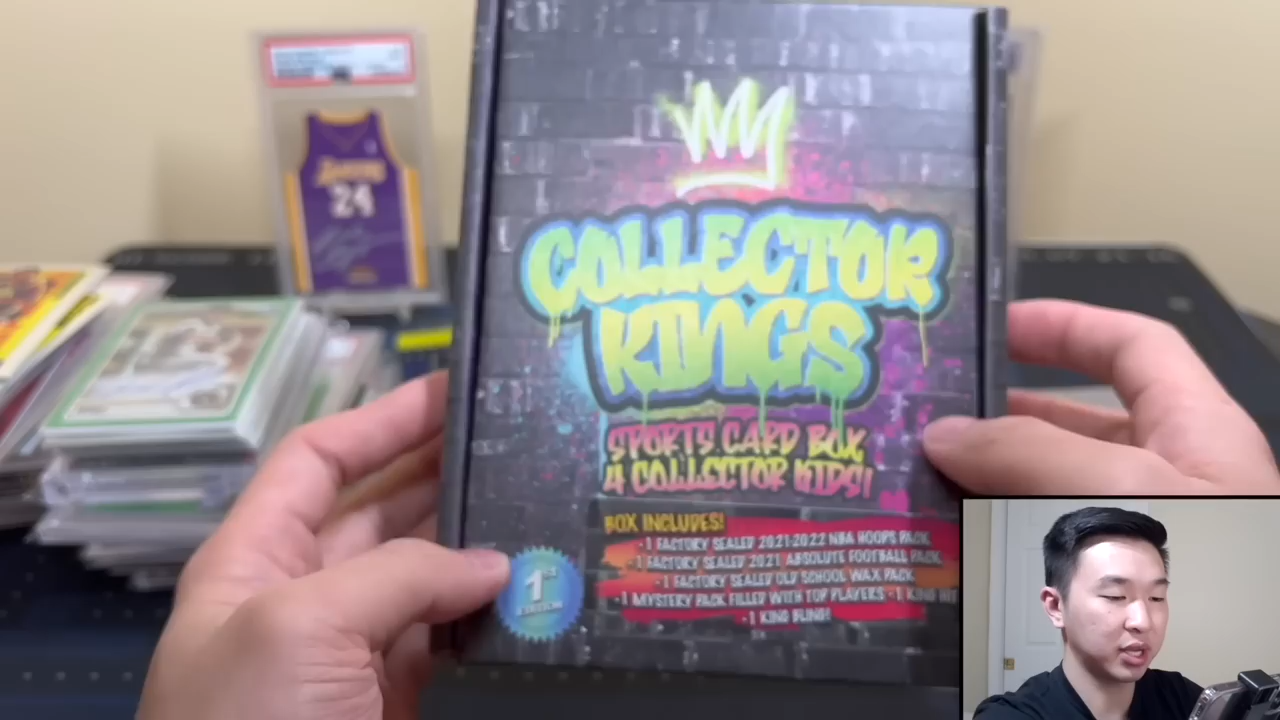 LAKERS
24
COLLECTOR
KINGS
SPORTS CARD BOX
4 COLLECTOR KIDS!
BOX INCLUDES!
- 1 FACTORY SEALED 2021-2022 NBA HOOPS PACK
- 1 FACTORY SEALED 2021 ABSOLUTE FOOTBALL PACK
- 1 FACTORY SEALED OLD SCHOOL WAX PACK
- 1 MYSTERY PACK FILLED WITH TOP PLAYERS - 1 KING HIT
- 1 KING BLING!
1ST
EDITION